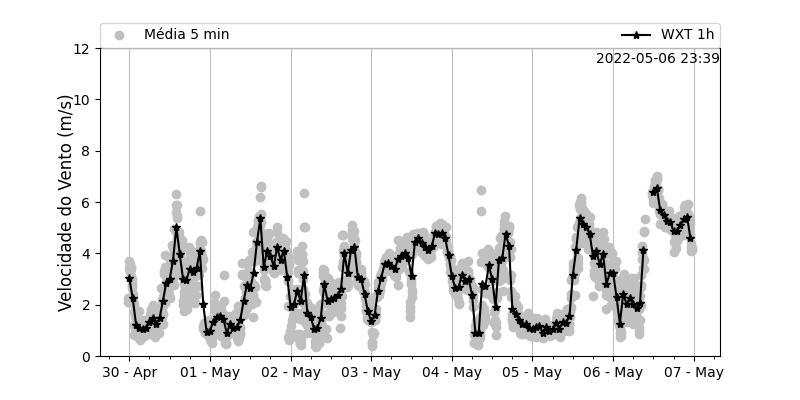 Média 5 min
WXT 1h
2022-05-06 23:39
Velocidade do Vento (m/s)
12
10
8
6
4
2
0
30 - Apr
01 - May
02 - May
03 - May
04 - May
05 - May
06 - May
07 - May